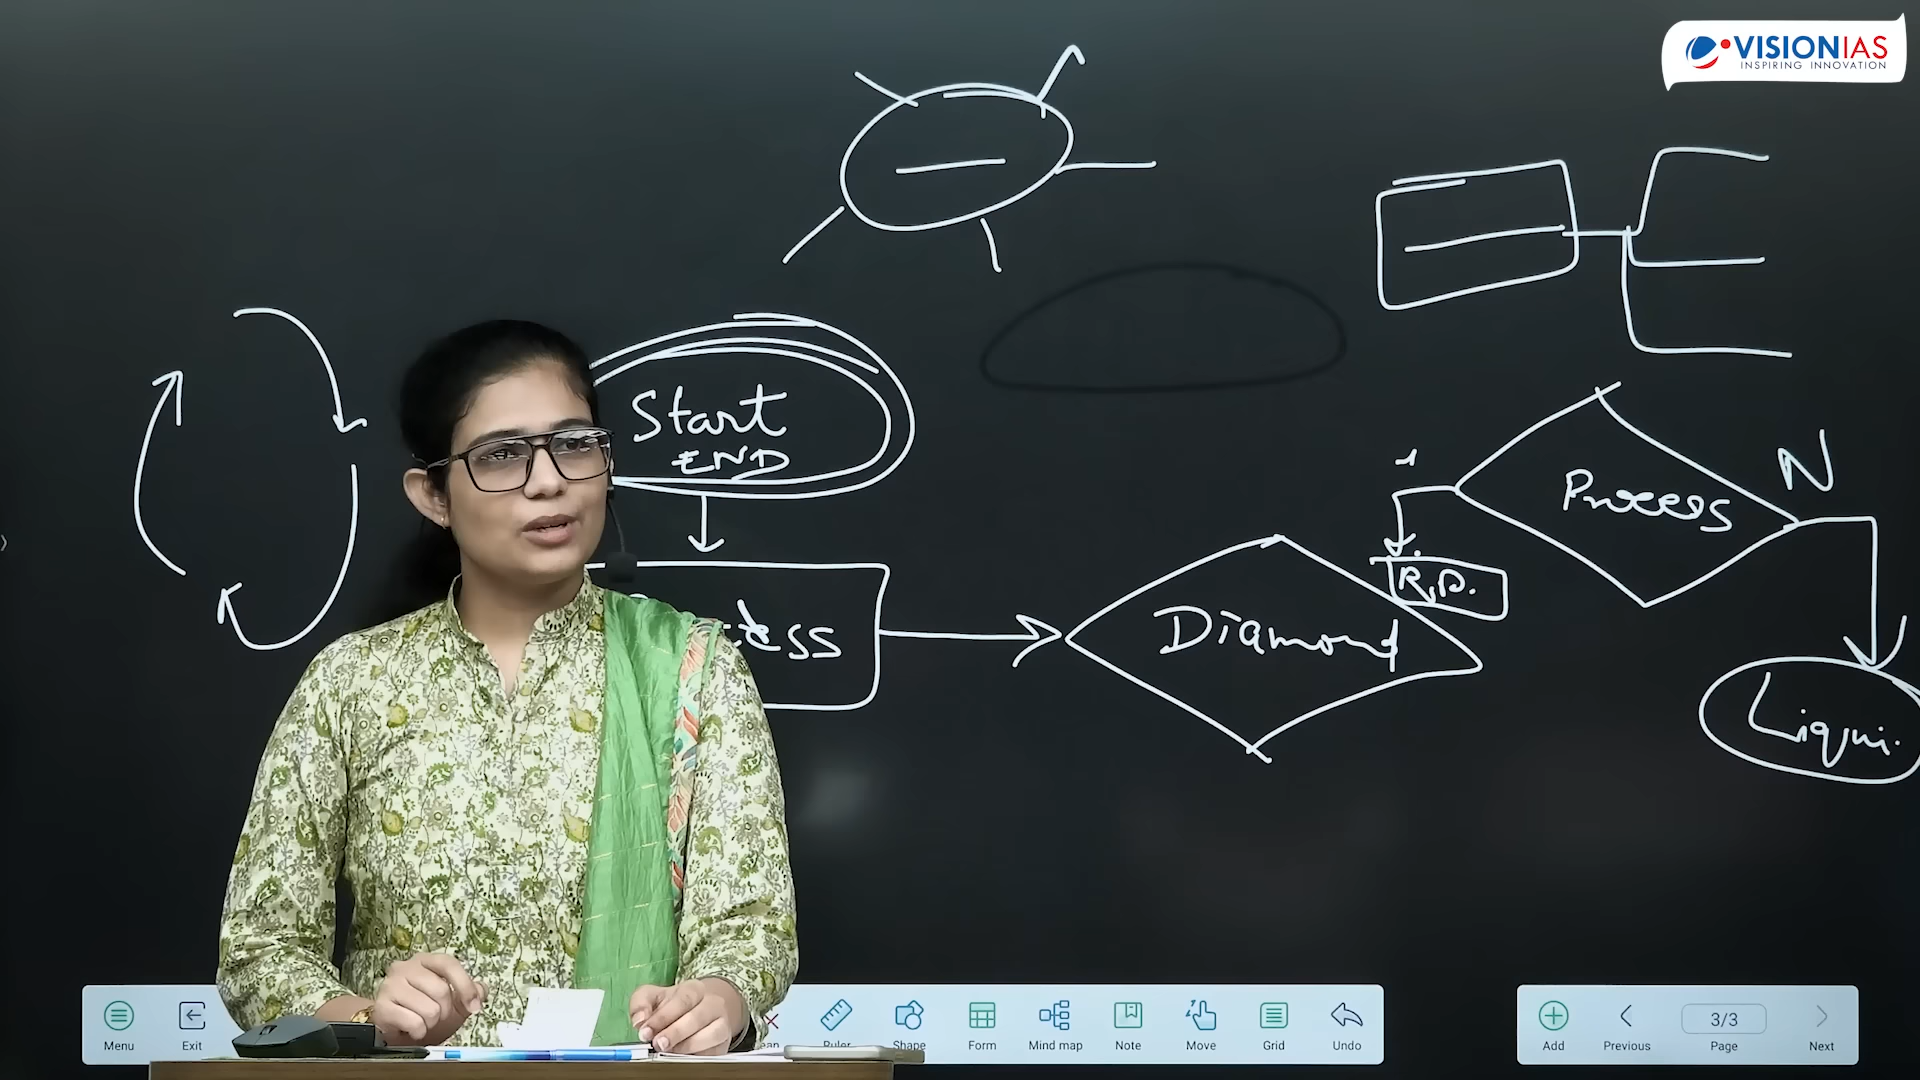 VISIONIAS
INSPIRING INNOVATION
Start
END
Process
N
R.D.
Diamond
Liqui.
Menu
Exit
Ruler
Shape
Form
Mind map
Note
Move
Grid
Undo
Add
Previous
3/3
Page
Next